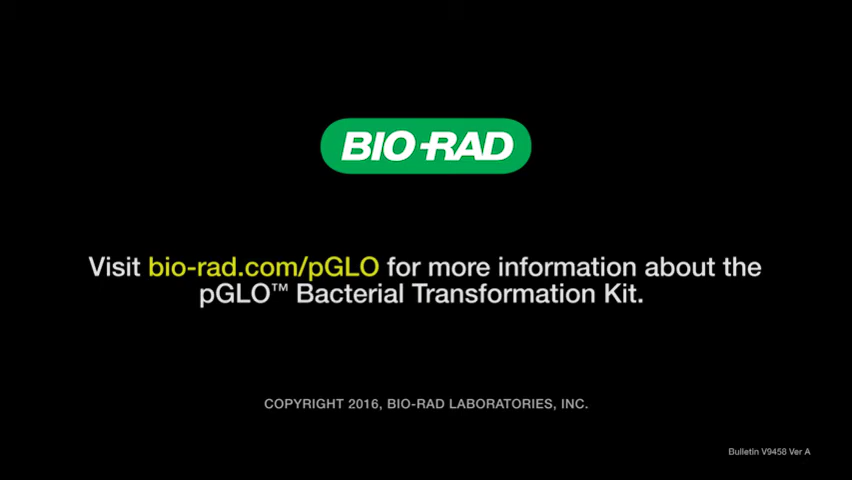 BIO-RAD
Visit bio-rad.com/pGLO for more information about the
pGLO™ Bacterial Transformation Kit.
COPYRIGHT 2016, BIO-RAD LABORATORIES, INC.
Bulletin V9458 Ver A